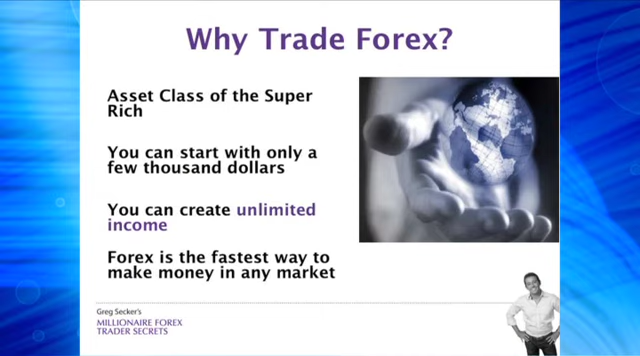 Why Trade Forex?
Asset Class of the Super
Rich
You can start with only a
few thousand dollars
You can create unlimited
income
Forex is the fastest way to
make money in any market
Greg Secker's
MILLIONAIRE FOREX
TRADER SECRETS